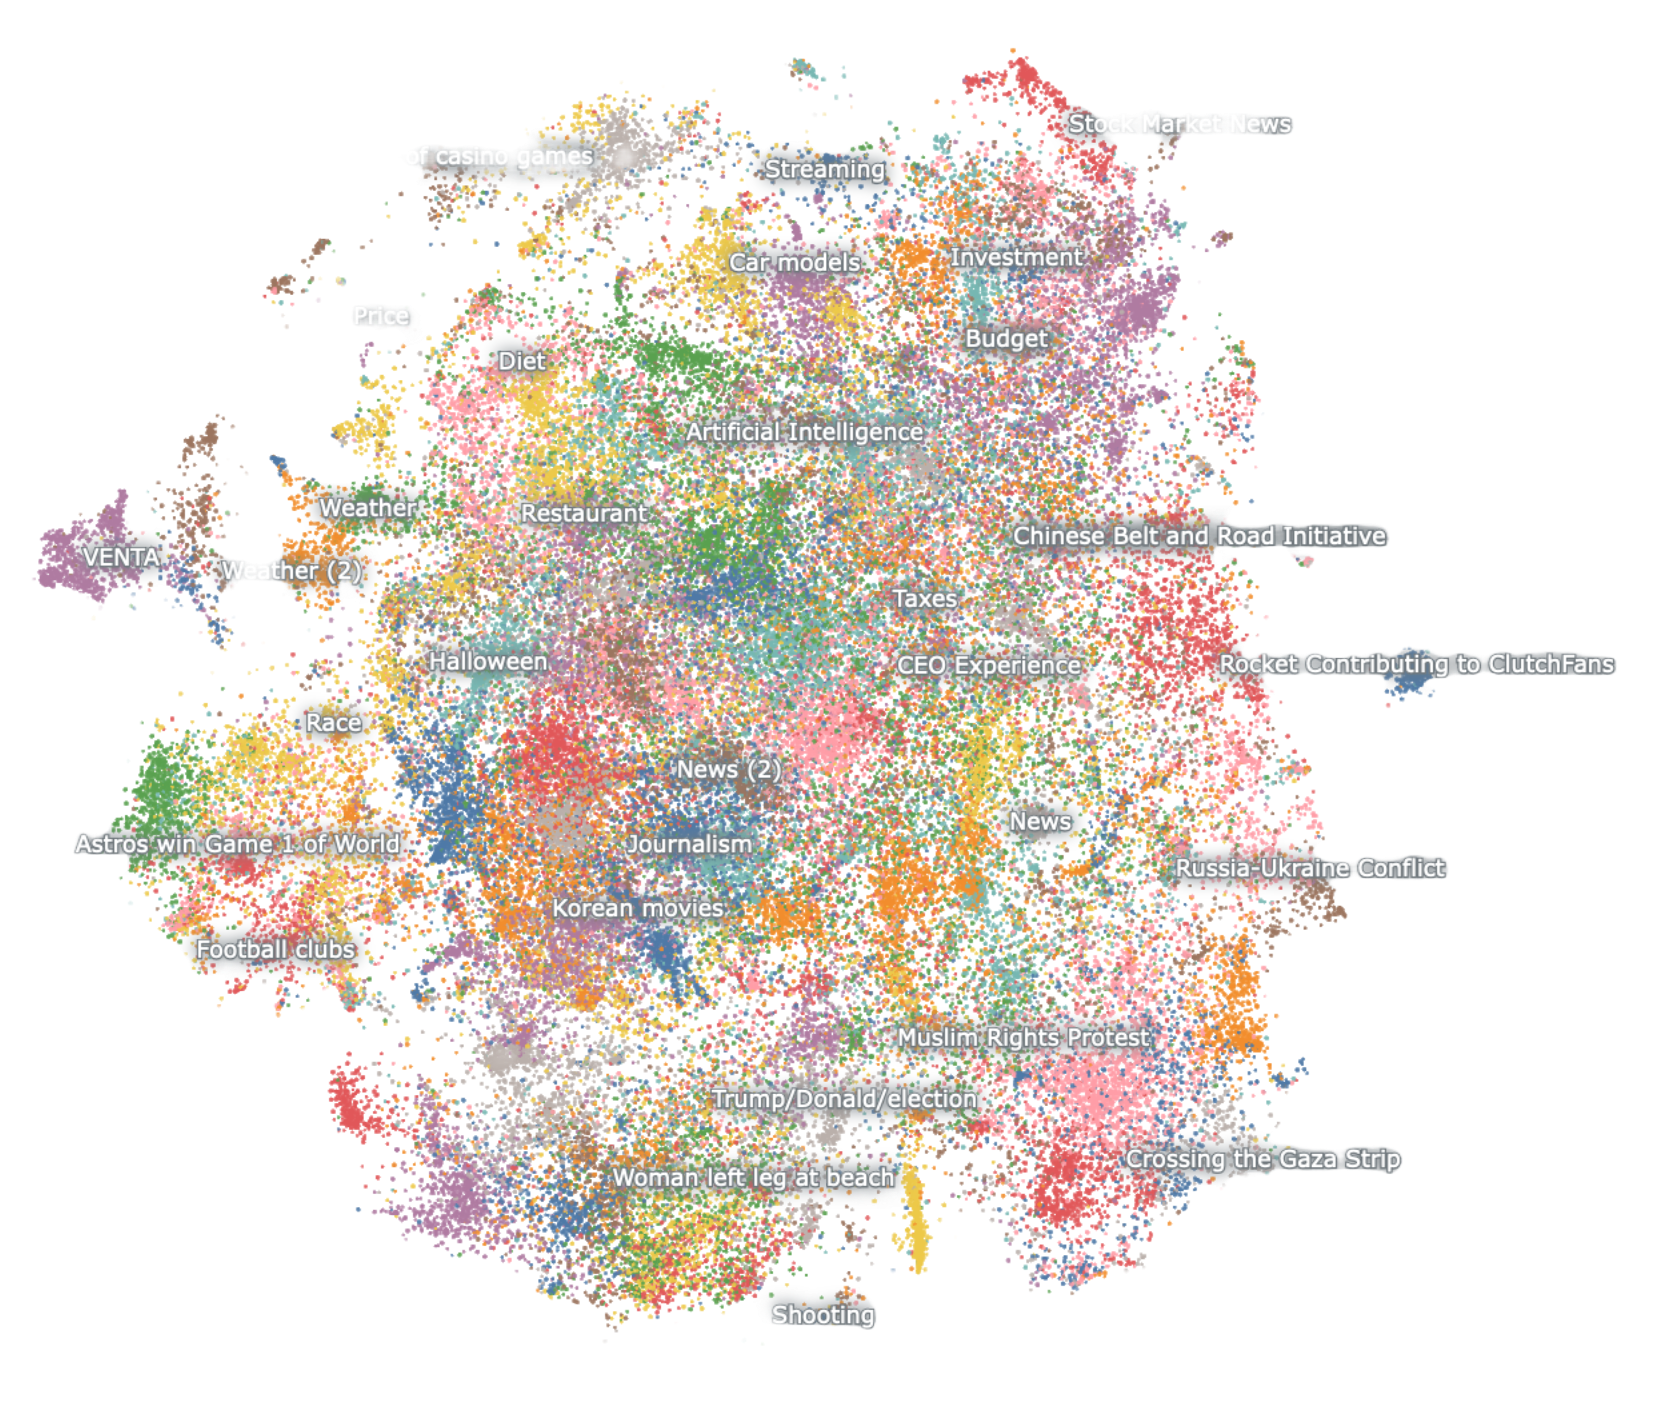 Stock Market News
of casino games
Streaming
Car models
Investment
Price
Budget
Diet
Artificial Intelligence
Weather
Restaurant
Chinese Belt and Road Initiative
VENTA
Weather (2)
Taxes
Halloween
CEO Experience
Rocket Contributing to ClutchFans
Race
News (2)
News
Astros win Game 1 of World
Journalism
Russia-Ukraine Conflict
Korean movies
Football clubs
Muslim Rights Protest
Trump/Donald/election
Crossing the Gaza Strip
Woman left leg at beach
Shooting